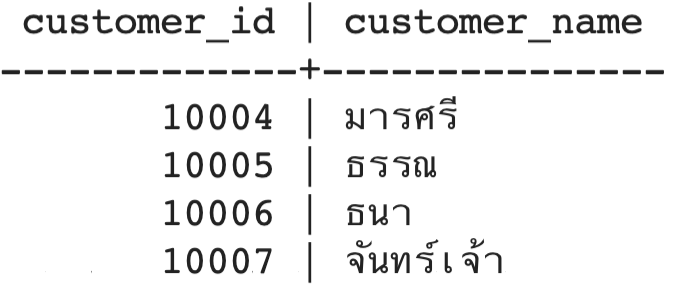 customer_id | customer_name
-------------+---------------
10004 | มารศรี
10005 | ธรรณ
10006 | ธนา
10007 | จันทร์เจ้า